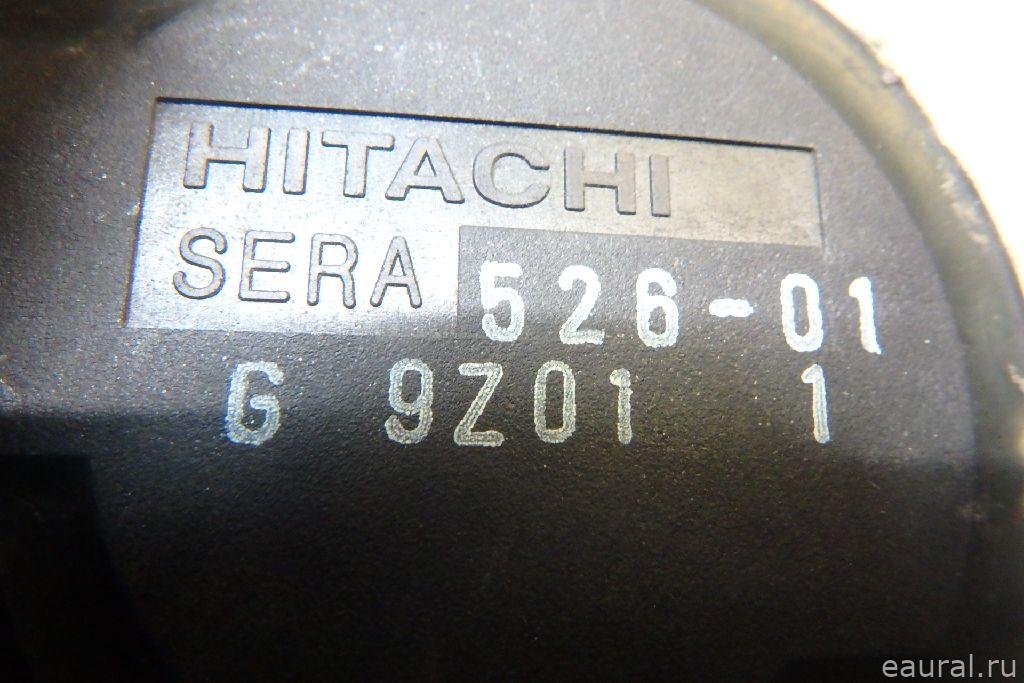 HITACHI
SERA 526-01
G 9Z01 1
eaural.ru